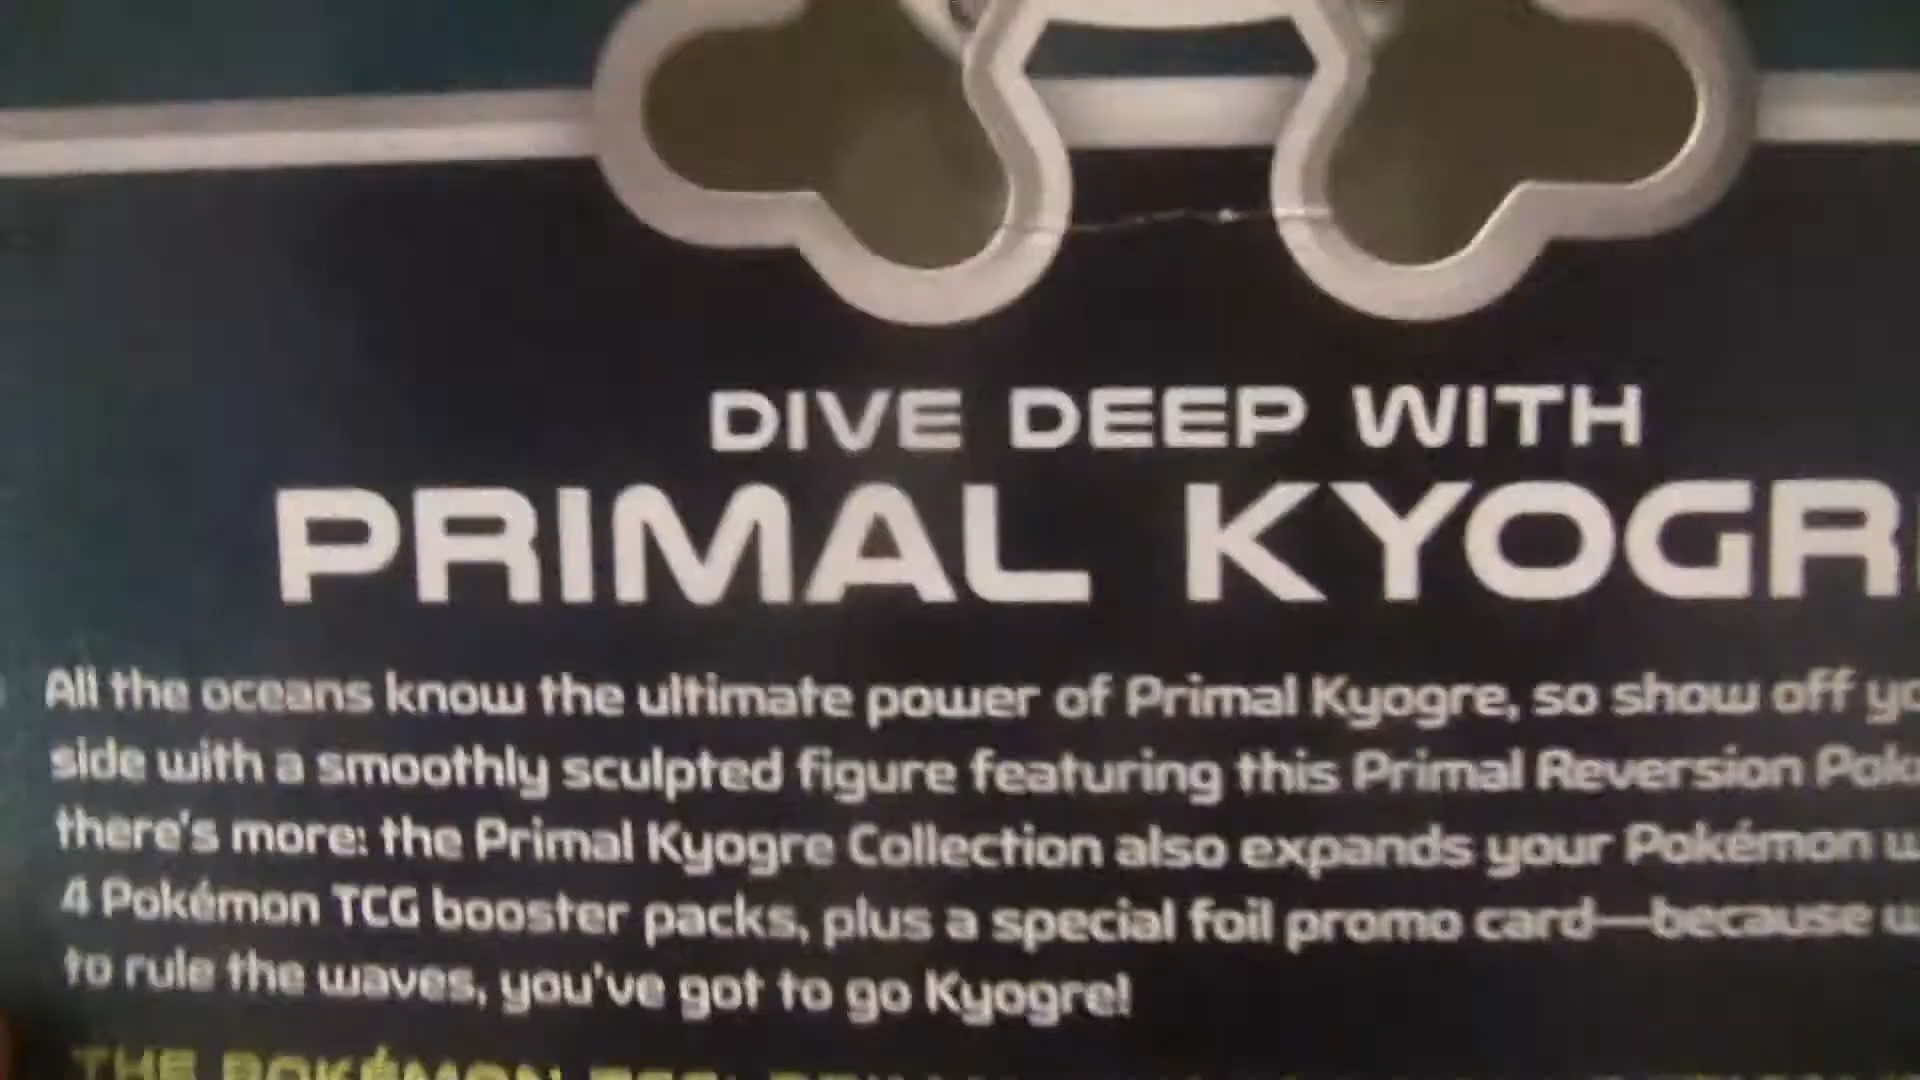 DIVE DEEP WITH
PRIMAL KYOGR
All the oceans know the ultimate power of Primal Kyogre, so show off yo
side with a smoothly sculpted figure featuring this Primal Reversion Pok
there's more: the Primal Kyogre Collection also expands your Pokémon w
4 Pokémon TCG booster packs, plus a special foil promo card—because w
to rule the waves, you've got to go Kyogre!
THE POKÉMON TCG: